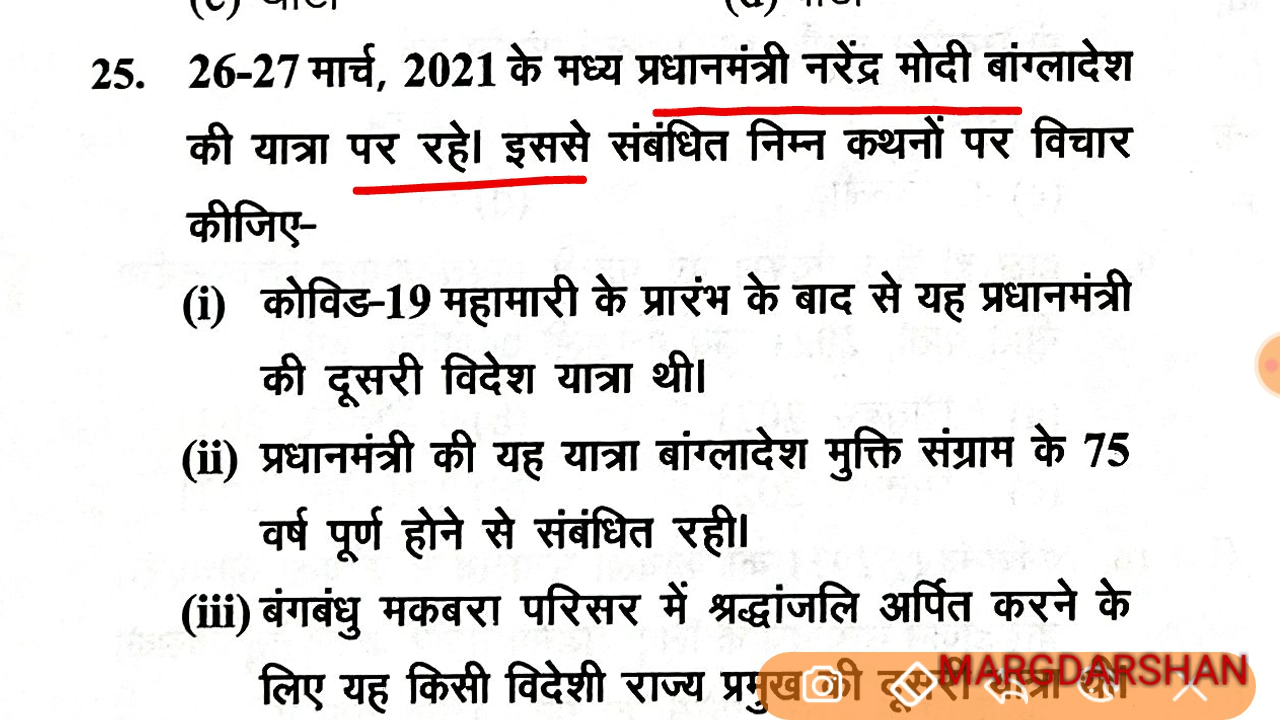 25. 26-27 मार्च, 2021 के मध्य प्रधानमंत्री नरेंद्र मोदी बांग्लादेश
की यात्रा पर रहे। इससे संबंधित निम्न कथनों पर विचार
कीजिए-
(i) कोविड-19 महामारी के प्रारंभ के बाद से यह प्रधानमंत्री
की दूसरी विदेश यात्रा थी।
(ii) प्रधानमंत्री की यह यात्रा बांग्लादेश मुक्ति संग्राम के 75
वर्ष पूर्ण होने से संबंधित रही।
(iii) बंगबंधु मकबरा परिसर में श्रद्धांजलि अर्पित करने के
लिए यह किसी विदेशी राज्य प्रमुख की दूसरी
MARGDARSHAN